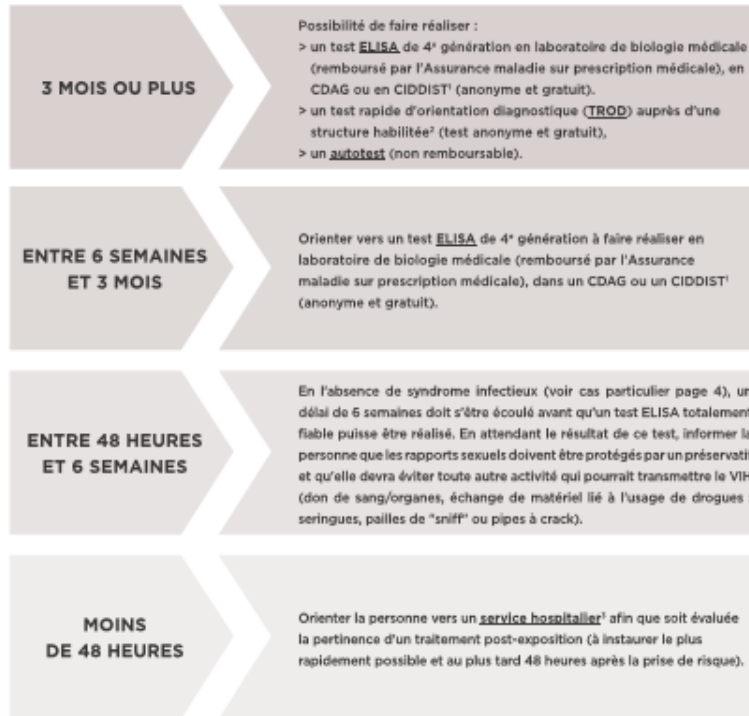 3 MOIS OU PLUS
Possibilité de faire réaliser :
> un test ELISA de 4e génération en laboratoire de biologie médicale
(remboursé par l'Assurance maladie sur prescription médicale), en
CDAG ou en CIDDIST¹ (anonyme et gratuit).
> un test rapide d'orientation diagnostique (TROD) auprès d'une
structure habilitée² (test anonyme et gratuit),
> un autotest (non remboursable).
ENTRE 6 SEMAINES
ET 3 MOIS
Orienter vers un test ELISA de 4e génération à faire réaliser en
laboratoire de biologie médicale (remboursé par l'Assurance
maladie sur prescription médicale), dans un CDAG ou un CIDDIST¹
(anonyme et gratuit).
ENTRE 48 HEURES
ET 6 SEMAINES
En l'absence de syndrome infectieux (voir cas particulier page 4), un
délai de 6 semaines doit s'être écoulé avant qu'un test ELISA totalement
fiable puisse être réalisé. En attendant le résultat de ce test, informer la
personne que les rapports sexuels doivent être protégés par un préservatif
et qu'elle devra éviter toute autre activité qui pourrait transmettre le VIH
(don de sang/organes, échange de matériel lié à l'usage de drogues :
seringues, pailles de "sniff" ou pipes à crack).
MOINS
DE 48 HEURES
Orienter la personne vers un service hospitalier³ afin que soit évaluée
la pertinence d'un traitement post-exposition (à instaurer le plus
rapidement possible et au plus tard 48 heures après la prise de risque).